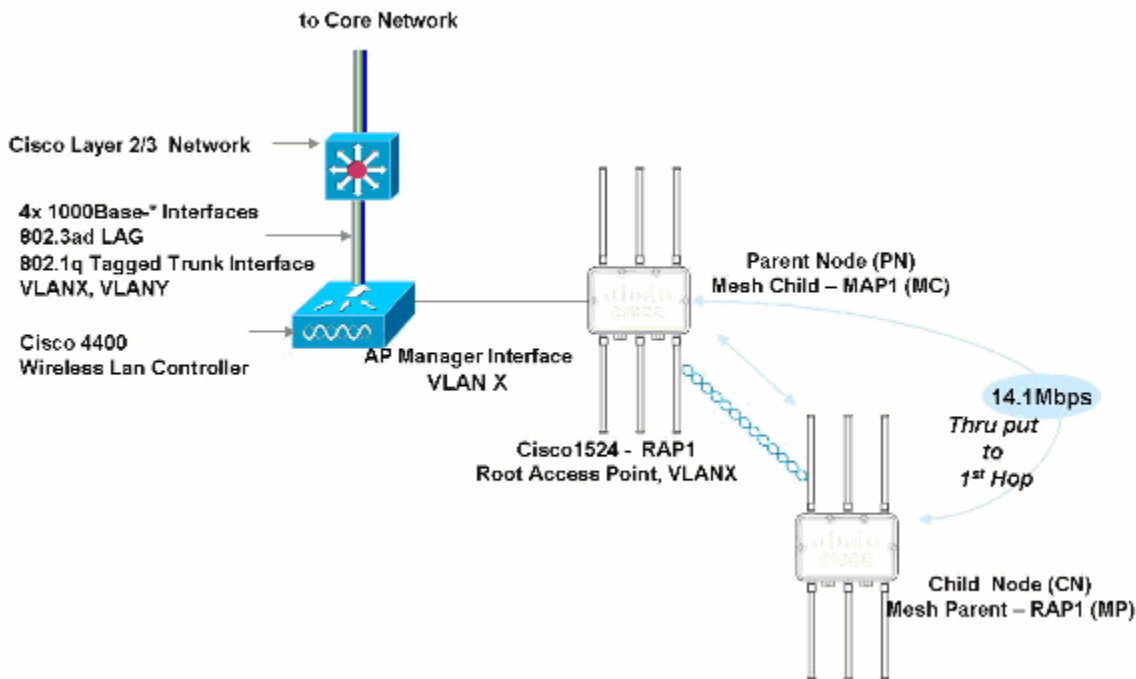 to Core Network
Cisco Layer 2/3 Network
4x 1000Base-* Interfaces
802.3ad LAG
802.1q Tagged Trunk Interface
VLANX, VLANY
Cisco 4400
Wireless Lan Controller
AP Manager Interface
VLAN X
Cisco1524 - RAP1
Root Access Point, VLANX
Parent Node (PN)
Mesh Child – MAP1 (MC)
14.1Mbps
Thru put
to
1st Hop
Child Node (CN)
Mesh Parent – RAP1 (MP)